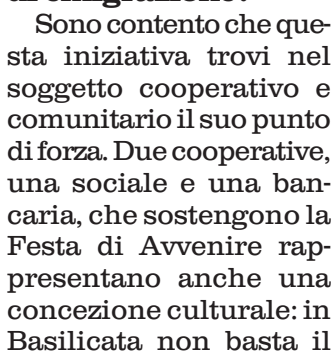 Sono contento che que-
sta iniziativa trovi nel
soggetto cooperativo e
comunitario il suo punto
di forza. Due cooperative,
una sociale e una ban-
caria, che sostengono la
Festa di Avvenire rap-
presentano anche una
concezione culturale: in
Basilicata non basta il